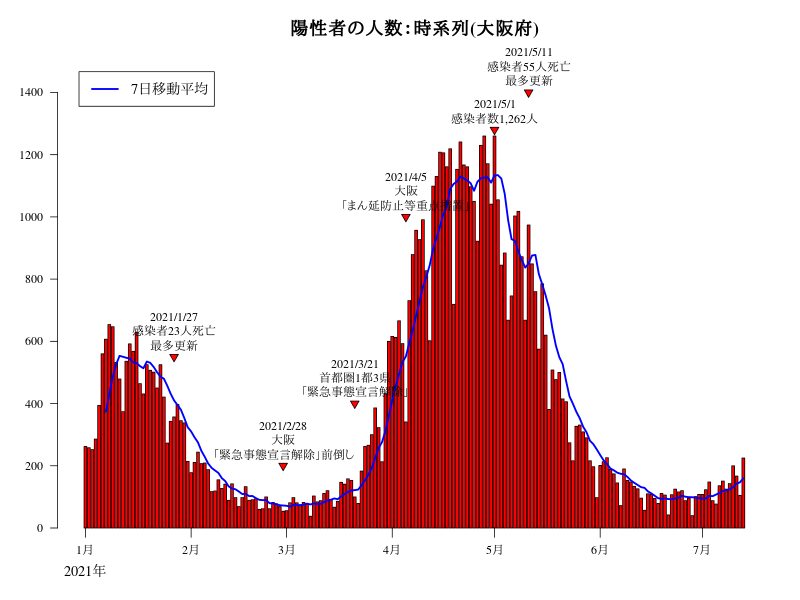 陽性者の人数：時系列(大阪府)
2021/5/11
感染者55人死亡
最多更新
7日移動平均
2021/5/1
感染者数1,262人
2021/4/5
大阪
「まん延防止等重点措置」
2021/1/27
感染者23人死亡
最多更新
2021/3/21
首都圏1都3県
「緊急事態宣言解除」
2021/2/28
大阪
「緊急事態宣言解除」前倒し
1400
1200
1000
800
600
400
200
0
1月 2月 3月 4月 5月 6月 7月
2021年